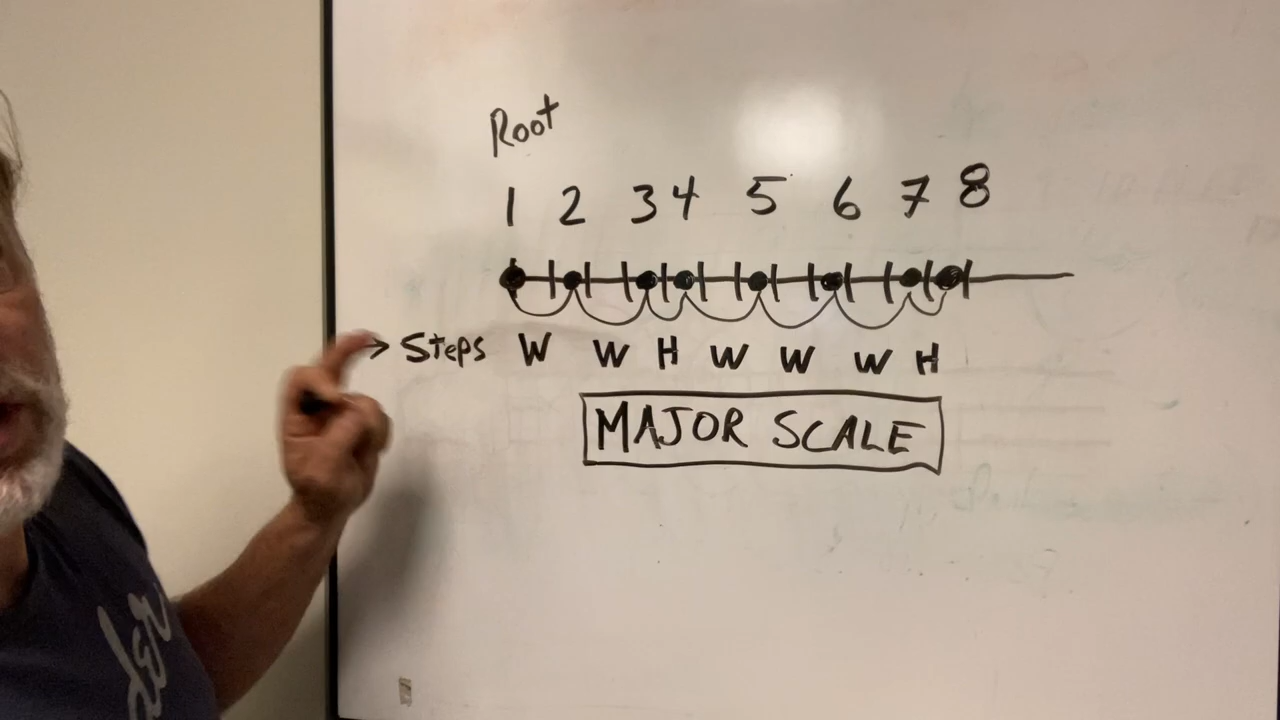 Root
1 2 3 4 5 6 7 8
→ Steps W W H W W W H
MAJOR SCALE